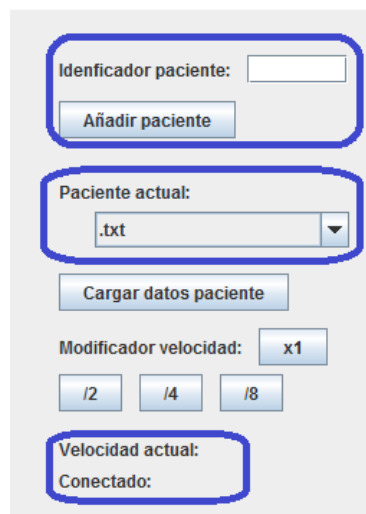 Idenficador paciente:
Añadir paciente
Paciente actual:
.txt
Cargar datos paciente
Modificador velocidad: x1
/2 /4 /8
Velocidad actual:
Conectado: